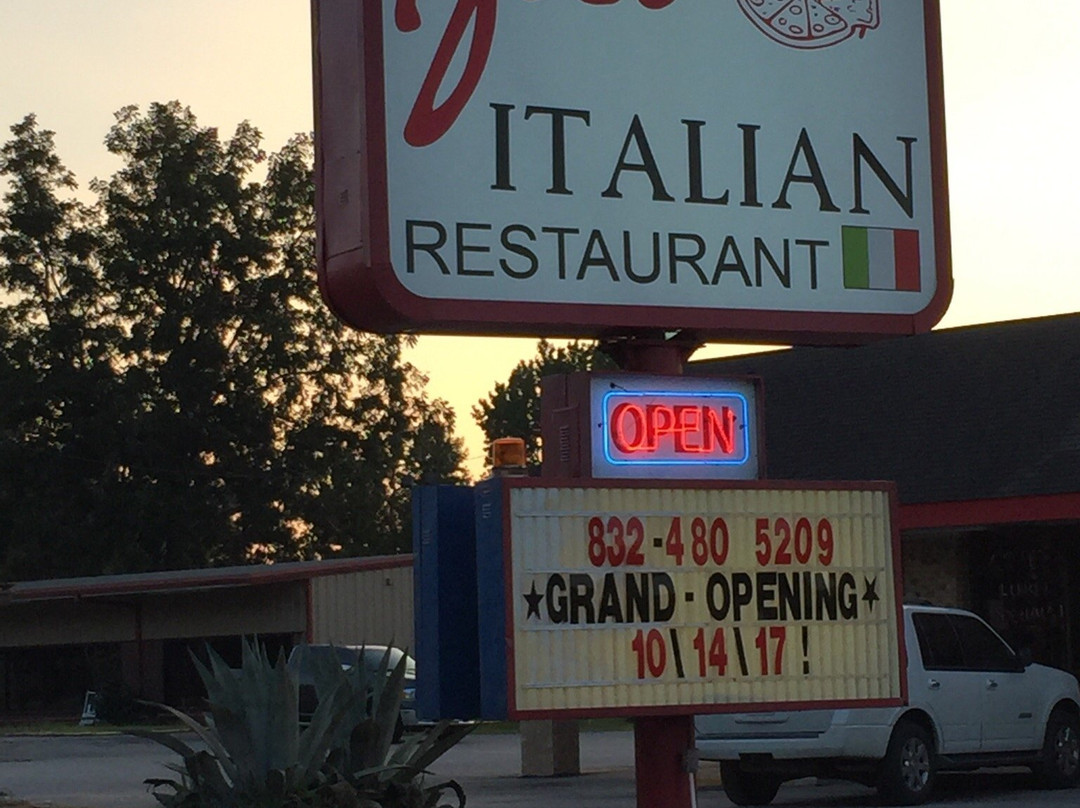 ITALIAN
RESTAURANT
OPEN
832-480 5209
★GRAND-OPENING★
10\14\17!